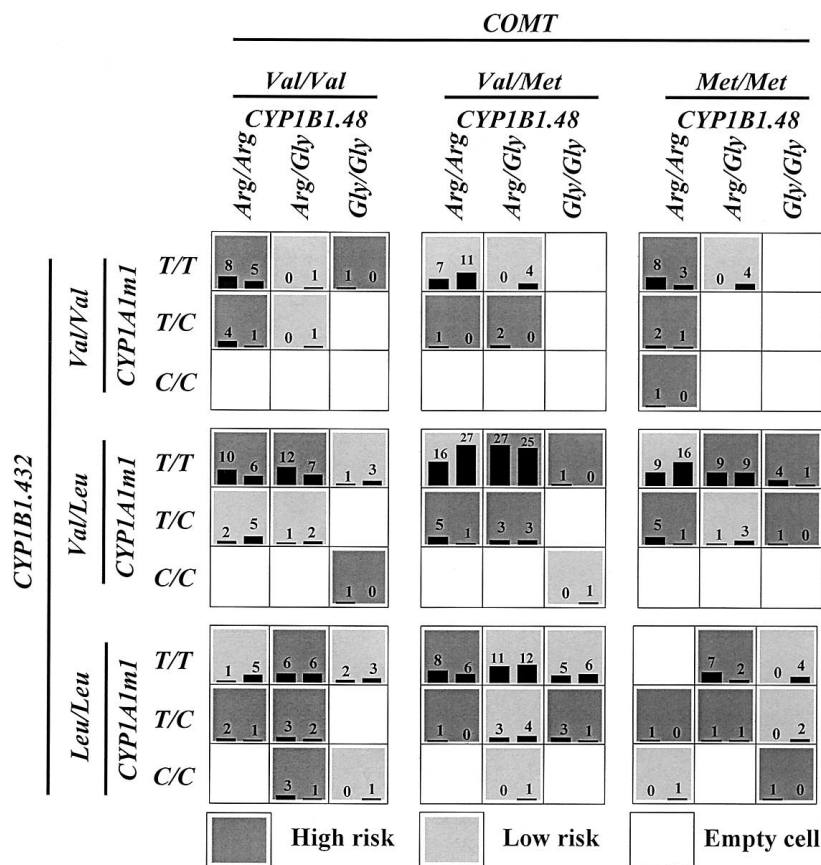 COMT
Val/Val Val/Met Met/Met
CYP1B1.48 CYP1B1.48 CYP1B1.48
Arg/Arg Arg/Gly Gly/Gly Arg/Arg Arg/Gly Gly/Gly Arg/Arg Arg/Gly Gly/Gly
CYP1B1.432
Val/Val
CYP1A1m1
T/T 8 5 0 1 1 0 7 11 0 4 8 3 0 4
T/C 4 1 0 1 1 0 2 0 2 1
C/C 1 0
Val/Leu
CYP1A1m1
T/T 10 6 12 7 1 3 16 27 27 25 1 0 9 16 9 9 4 1
T/C 2 5 1 2 5 1 3 3 5 1 1 3 1 0
C/C 1 0 0 1
Leu/Leu
CYP1A1m1
T/T 1 5 6 6 2 3 8 6 11 12 5 6 7 2 0 4
T/C 2 1 3 2 1 0 3 4 3 1 1 0 1 1 0 2
C/C 3 1 0 1 0 1 0 1 1 0
High risk Low risk Empty cell